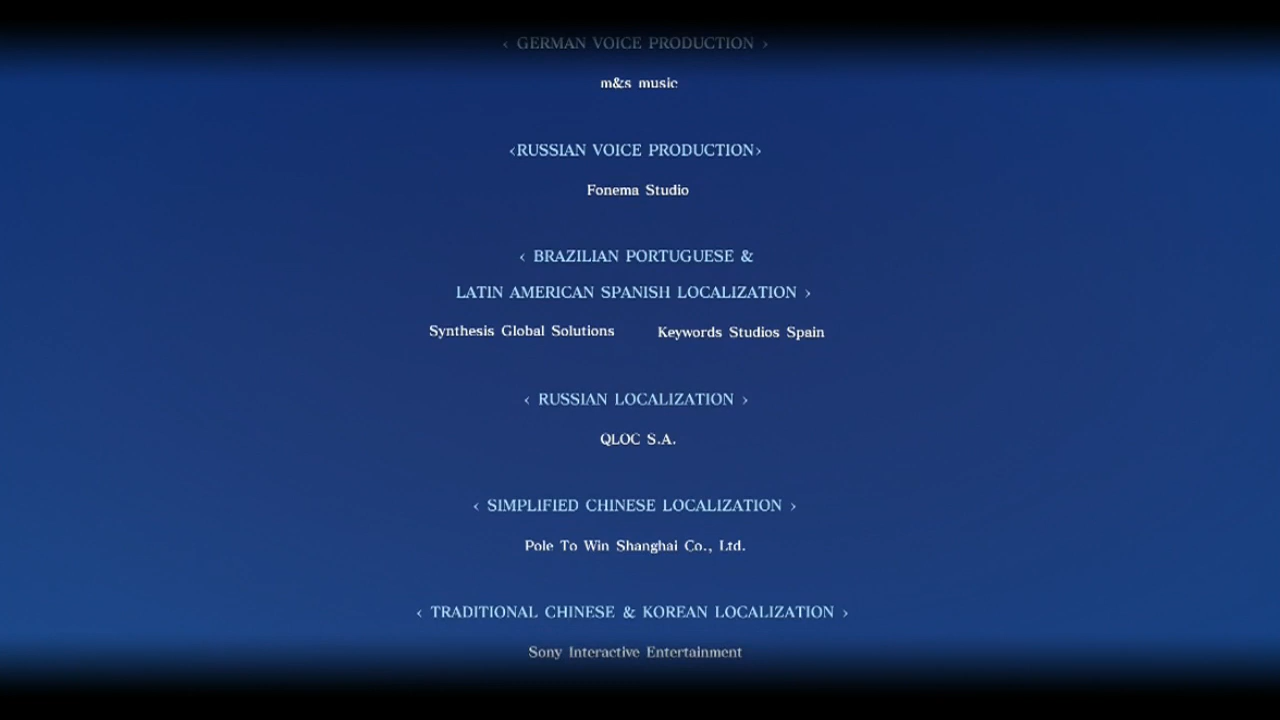 ‹ GERMAN VOICE PRODUCTION ›
m&s music
‹RUSSIAN VOICE PRODUCTION›
Fonema Studio
‹ BRAZILIAN PORTUGUESE &
LATIN AMERICAN SPANISH LOCALIZATION ›
Synthesis Global Solutions Keywords Studios Spain
‹ RUSSIAN LOCALIZATION ›
QLOC S.A.
‹ SIMPLIFIED CHINESE LOCALIZATION ›
Pole To Win Shanghai Co., Ltd.
‹ TRADITIONAL CHINESE & KOREAN LOCALIZATION ›
Sony Interactive Entertainment